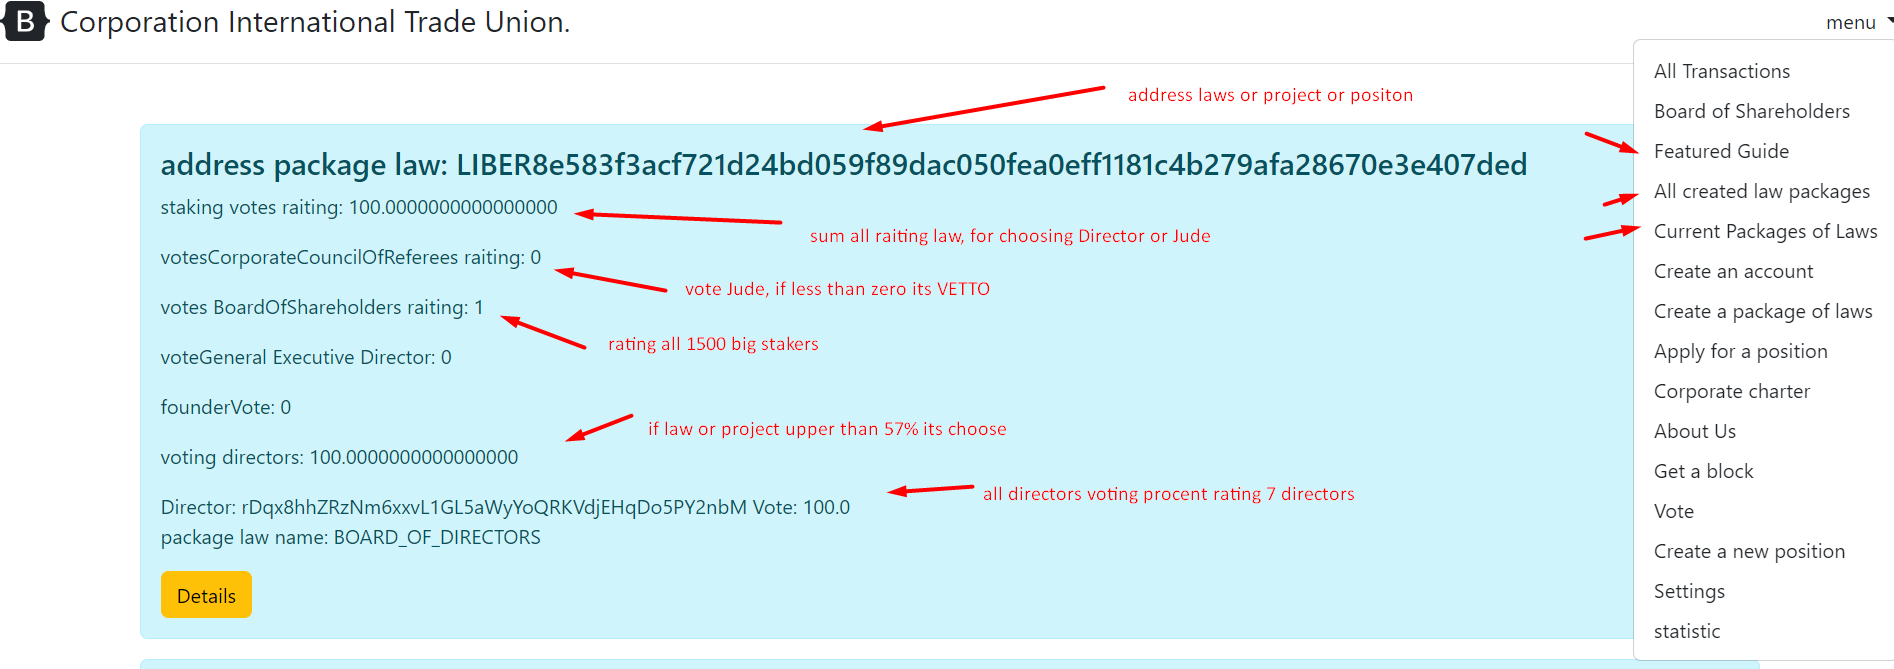 B Corporation International Trade Union.
menu
address laws or project or positon
address package law: LIBER8e583f3acf721d24bd059f89dac050fea0eff1181c4b279afa28670e3e407ded
staking votes raiting: 100.0000000000000000
sum all raiting law, for choosing Director or Jude
votesCorporateCouncilOfReferees raiting: 0
vote Jude, if less than zero its VETTO
votes BoardOfShareholders raiting: 1
rating all 1500 big stakers
voteGeneral Executive Director: 0
founderVote: 0
if law or project upper than 57% its choose
voting directors: 100.0000000000000000
all directors voting procent rating 7 directors
Director: rDqx8hhZRzNm6xxvL1GL5aWyYoQRKVdjEHqDo5PY2nbM Vote: 100.0
package law name: BOARD_OF_DIRECTORS
Details
All Transactions
Board of Shareholders
Featured Guide
All created law packages
Current Packages of Laws
Create an account
Create a package of laws
Apply for a position
Corporate charter
About Us
Get a block
Vote
Create a new position
Settings
statistic